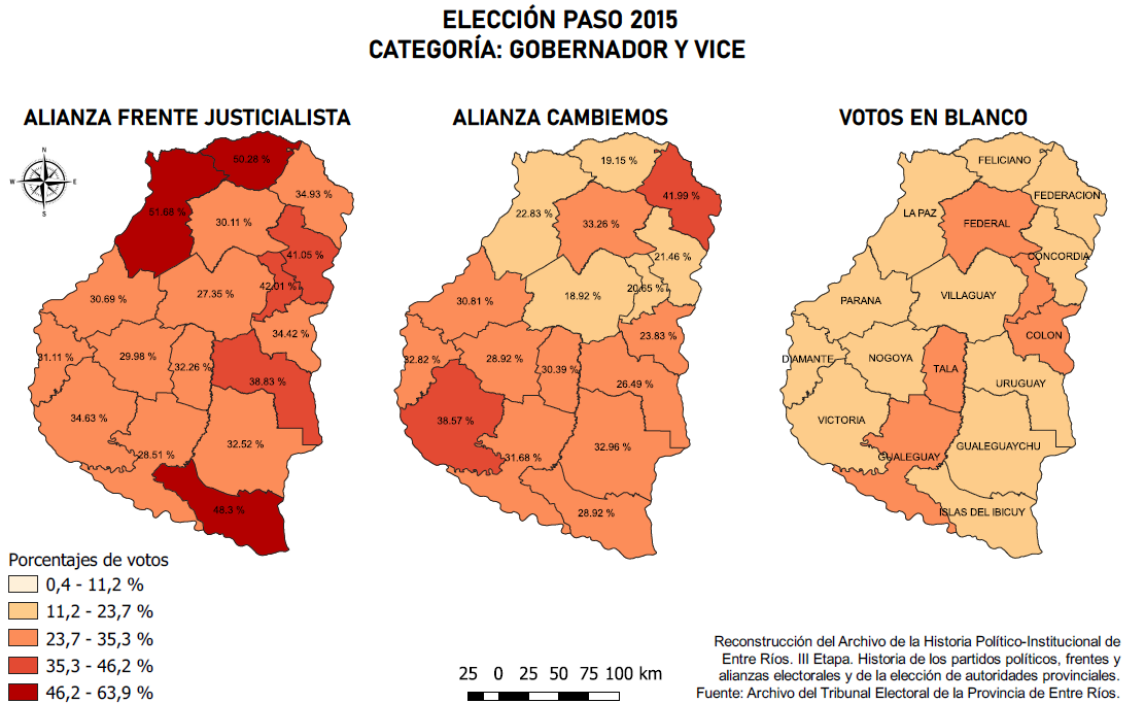 ELECCIÓN PASO 2015
CATEGORÍA: GOBERNADOR Y VICE
ALIANZA FRENTE JUSTICIALISTA
N
W
E
S
50.28 %
34.93 %
51.68 %
30.11 %
41.05 %
42.01 %
30.69 %
27.35 %
34.42 %
31.11 %
29.98 %
32.26 %
38.83 %
34.63 %
32.52 %
28.51 %
48.3 %
ALIANZA CAMBIEMOS
19.15 %
41.99 %
22.83 %
33.26 %
21.46 %
20.65 %
30.81 %
18.92 %
23.83 %
32.82 %
28.92 %
30.39 %
26.49 %
38.57 %
32.96 %
31.68 %
28.92 %
VOTOS EN BLANCO
FELICIANO
FEDERACION
LA PAZ
FEDERAL
CONCORDIA
PARANA
VILLAGUAY
COLON
DIAMANTE
NOGOYA
TALA
URUGUAY
VICTORIA
GUALEGUAYCHU
GUALEGUAY
ISLAS DEL IBICUY
Porcentajes de votos
0,4 - 11,2 %
11,2 - 23,7 %
23,7 - 35,3 %
35,3 - 46,2 %
46,2 - 63,9 %
25 0 25 50 75 100 km
Reconstrucción del Archivo de la Historia Político-Institucional de
Entre Ríos. III Etapa. Historia de los partidos políticos, frentes y
alianzas electorales y de la elección de autoridades provinciales.
Fuente: Archivo del Tribunal Electoral de la Provincia de Entre Ríos.